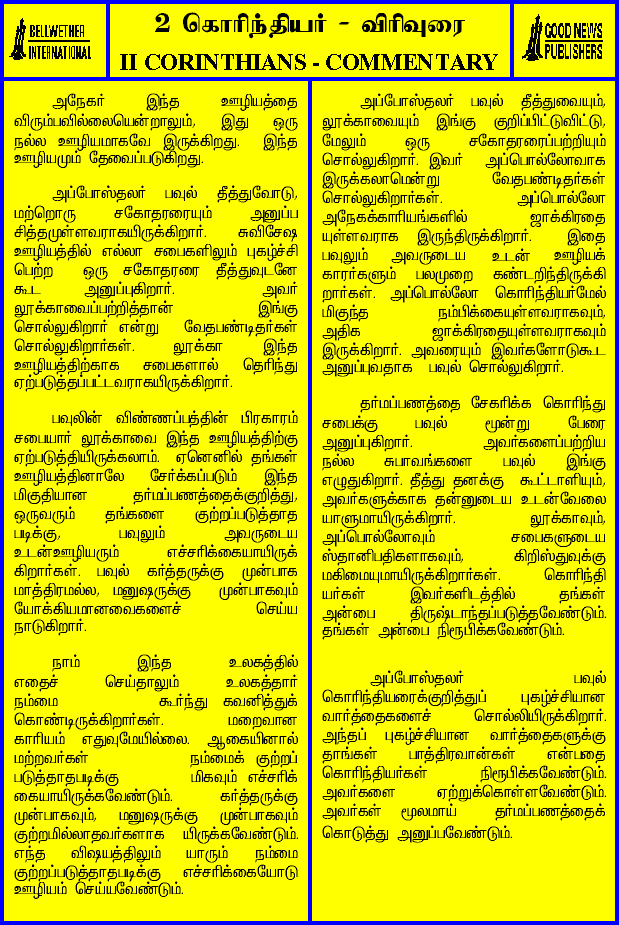 BELLWETHER
INTERNATIONAL
2 கொரிந்தியர் - விரிவுரை
II CORINTHIANS - COMMENTARY
GOOD NEWS
PUBLISHERS
அநேகர் இந்த ஊழியத்தை
விரும்பவில்லையென்றாலும், இது ஒரு
நல்ல ஊழியமாகவே இருக்கிறது. இந்த
ஊழியமும் தேவைப்படுகிறது.
அப்போஸ்தலர் பவுல் தீத்துவோடு,
மற்றொரு சகோதரரையும் அனுப்ப
சித்தமுள்ளவராகயிருக்கிறார். சுவிசேஷ
ஊழியத்தில் எல்லா சபைகளிலும் புகழ்ச்சி
பெற்ற ஒரு சகோதரரை தீத்துவுடனே
கூட அனுப்புகிறார். அவர்
லூக்காவைப்பற்றித்தான் இங்கு
சொல்லுகிறார் என்று வேதபண்டிதர்கள்
சொல்லுகிறார்கள். லூக்கா இந்த
ஊழியத்திற்காக சபைகளால் தெரிந்து
ஏற்படுத்தப்பட்டவராகயிருக்கிறார்.
பவுலின் விண்ணப்பத்தின் பிரகாரம்
சபையார் லூக்காவை இந்த ஊழியத்திற்கு
ஏற்படுத்தியிருக்கலாம். ஏனெனில் தங்கள்
ஊழியத்தினாலே சேர்க்கப்படும் இந்த
மிகுதியான தர்மப்பணத்தைக்குறித்து,
ஒருவரும் தங்களை குற்றப்படுத்தாத
படிக்கு, பவுலும் அவருடைய
உடன்ஊழியரும் எச்சரிக்கையாயிருக்
கிறார்கள். பவுல் கர்த்தருக்கு முன்பாக
மாத்திரமல்ல, மனுஷருக்கு முன்பாகவும்
யோக்கியமானவைகளைச் செய்ய
நாடுகிறார்.
நாம் இந்த உலகத்தில்
எதைச் செய்தாலும் உலகத்தார்
நம்மை கூர்ந்து கவனித்துக்
கொண்டிருக்கிறார்கள். மறைவான
காரியம் எதுவுமேயில்லை. ஆகையினால்
மற்றவர்கள் நம்மைக் குற்றப்
படுத்தாதபடிக்கு மிகவும் எச்சரிக்
கையாயிருக்கவேண்டும். கர்த்தருக்கு
முன்பாகவும், மனுஷருக்கு முன்பாகவும்
குற்றமில்லாதவர்களாக யிருக்கவேண்டும்.
எந்த விஷயத்திலும் யாரும் நம்மை
குற்றப்படுத்தாதபடிக்கு எச்சரிக்கையோடு
ஊழியம் செய்யவேண்டும்.
அப்போஸ்தலர் பவுல் தீத்துவையும்,
லூக்காவையும் இங்கு குறிப்பிட்டுவிட்டு,
மேலும் ஒரு சகோதரரைப்பற்றியும்
சொல்லுகிறார். இவர் அப்பொல்லோவாக
இருக்கலாமென்று வேதபண்டிதர்கள்
சொல்லுகிறார்கள். அப்பொல்லோ
அநேகக்காரியங்களில் ஜாக்கிரதை
யுள்ளவராக இருந்திருக்கிறார். இதை
பவுலும் அவருடைய உடன் ஊழியக்
காரர்களும் பலமுறை கண்டறிந்திருக்கி
றார்கள். அப்பொல்லோ கொரிந்தியர்மேல்
மிகுந்த நம்பிக்கையுள்ளவராகவும்,
அதிக ஜாக்கிரதையுள்ளவராகவும்
இருக்கிறார். அவரையும் இவர்களோடுகூட
அனுப்புவதாக பவுல் சொல்லுகிறார்.
தர்மப்பணத்தை சேகரிக்க கொரிந்து
சபைக்கு பவுல் மூன்று பேரை
அனுப்புகிறார். அவர்களைப்பற்றிய
நல்ல சுபாவங்களை பவுல் இங்கு
எழுதுகிறார். தீத்து தனக்கு கூட்டாளியும்,
அவர்களுக்காக தன்னுடைய உடன்வேலை
யாளுமாயிருக்கிறார். லூக்காவும்,
அப்பொல்லோவும் சபைகளுடைய
ஸ்தானிபதிகளாகவும், கிறிஸ்துவுக்கு
மகிமையுமாயிருக்கிறார்கள். கொரிந்தி
யர்கள் இவர்களிடத்தில் தங்கள்
அன்பை திருஷ்டாந்தப்படுத்தவேண்டும்.
தங்கள் அன்பை நிரூபிக்கவேண்டும்.
அப்போஸ்தலர் பவுல்
கொரிந்தியரைக்குறித்துப் புகழ்ச்சியான
வார்த்தைகளைச் சொல்லியிருக்கிறார்.
அந்தப் புகழ்ச்சியான வார்த்தைகளுக்கு
தாங்கள் பாத்திரவான்கள் என்பதை
கொரிந்தியர்கள் நிரூபிக்கவேண்டும்.
அவர்களை ஏற்றுக்கொள்ளவேண்டும்.
அவர்கள் மூலமாய் தர்மப்பணத்தைக்
கொடுத்து அனுப்பவேண்டும்.